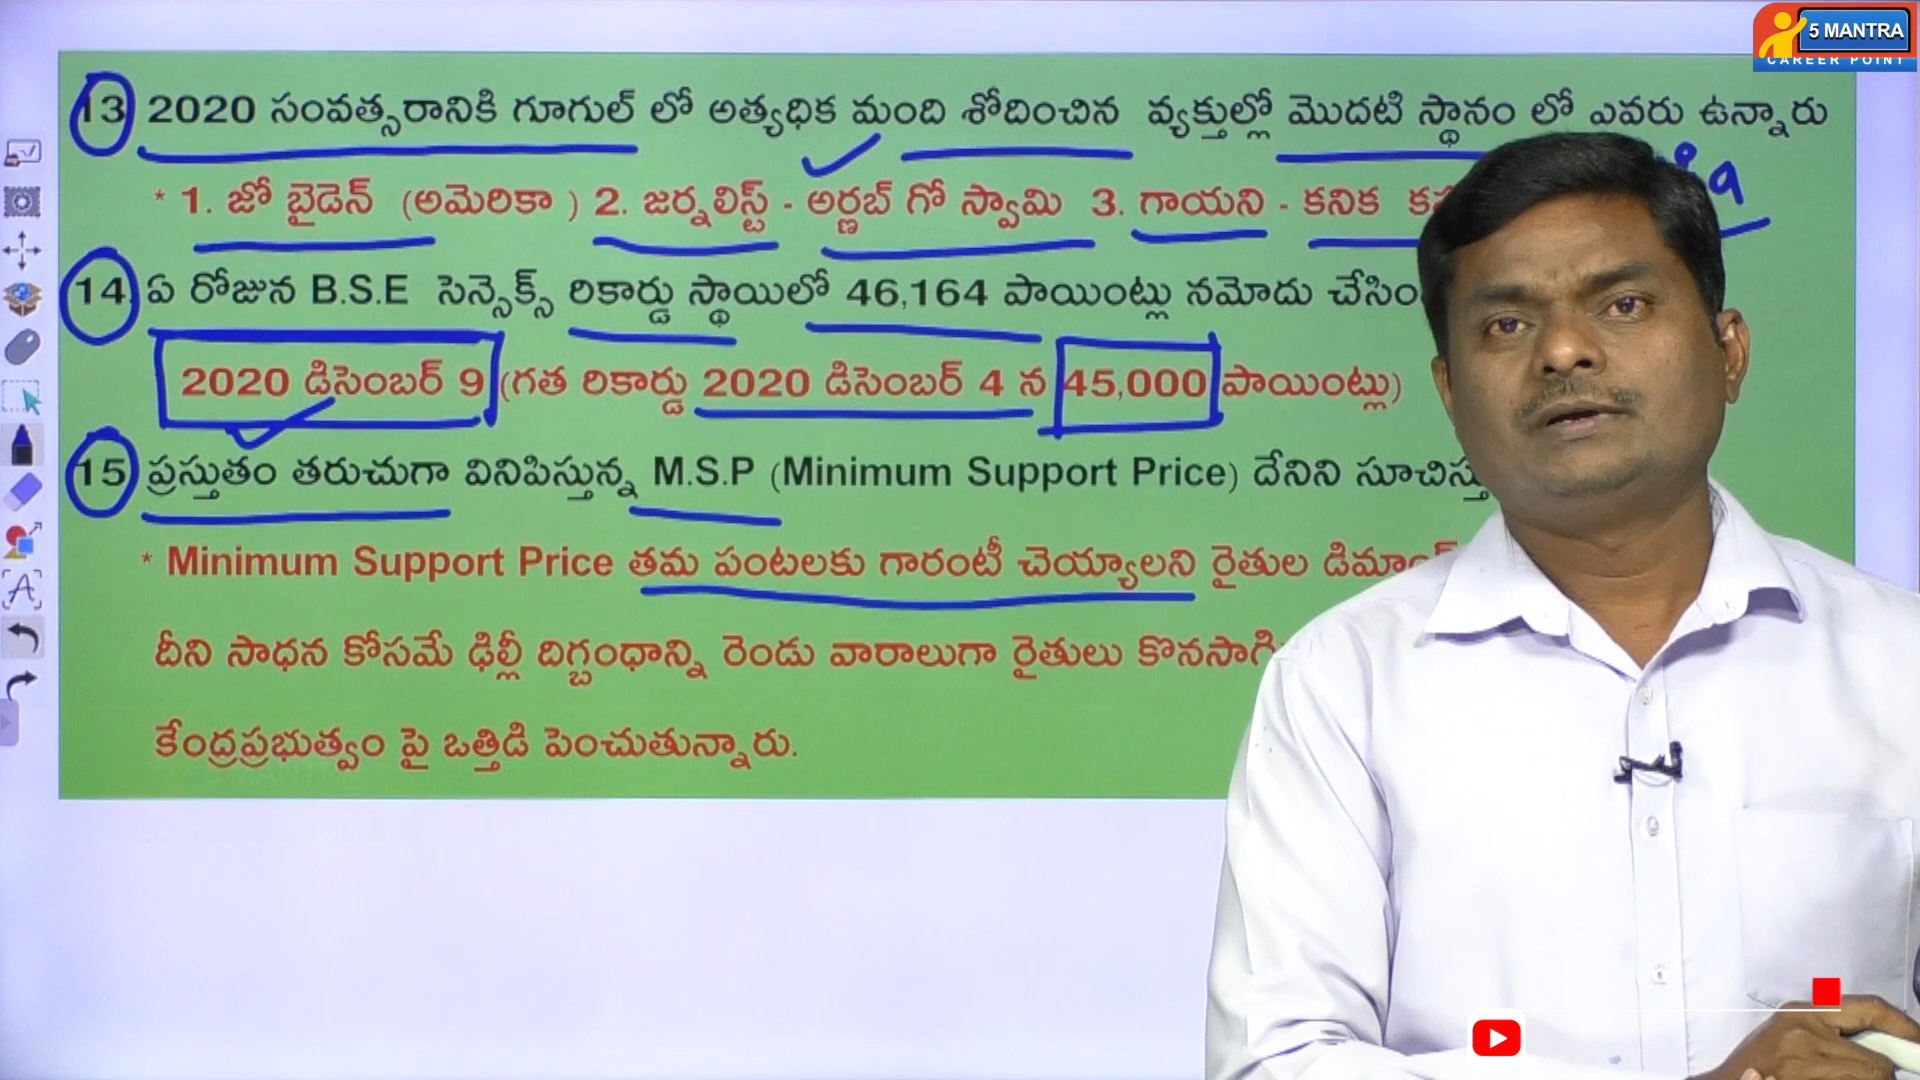 5 MANTRA
CAREER POINT
13 2020 సంవత్సరానికి గూగుల్ లో అత్యధిక మంది శోదించిన వ్యక్తుల్లో మొదటి స్థానం లో ఎవరు ఉన్నారు
* 1. జో బైడెన్ (అమెరికా ) 2. జర్నలిస్ట్ - అర్ణబ్ గో స్వామి 3. గాయని - కనిక
14. ఏ రోజున B.S.E సెన్సెక్స్ రికార్డు స్థాయిలో 46,164 పాయింట్లు నమోదు
2020 డిసెంబర్ 9 (గత రికార్డు 2020 డిసెంబర్ 4 న 45,000 పాయింట్లు)
15 ప్రస్తుతం తరుచుగా వినిపిస్తున్న M.S.P (Minimum Support Price) దేనిని
* Minimum Support Price తమ పంటలకు గారంటీ చెయ్యాలని రైతుల
దీని సాధన కోసమే ఢిల్లీ దిగ్బంధాన్ని రెండు వారాలుగా రైతులు
కేంద్రప్రభుత్వం పై ఒత్తిడి పెంచుతున్నారు.